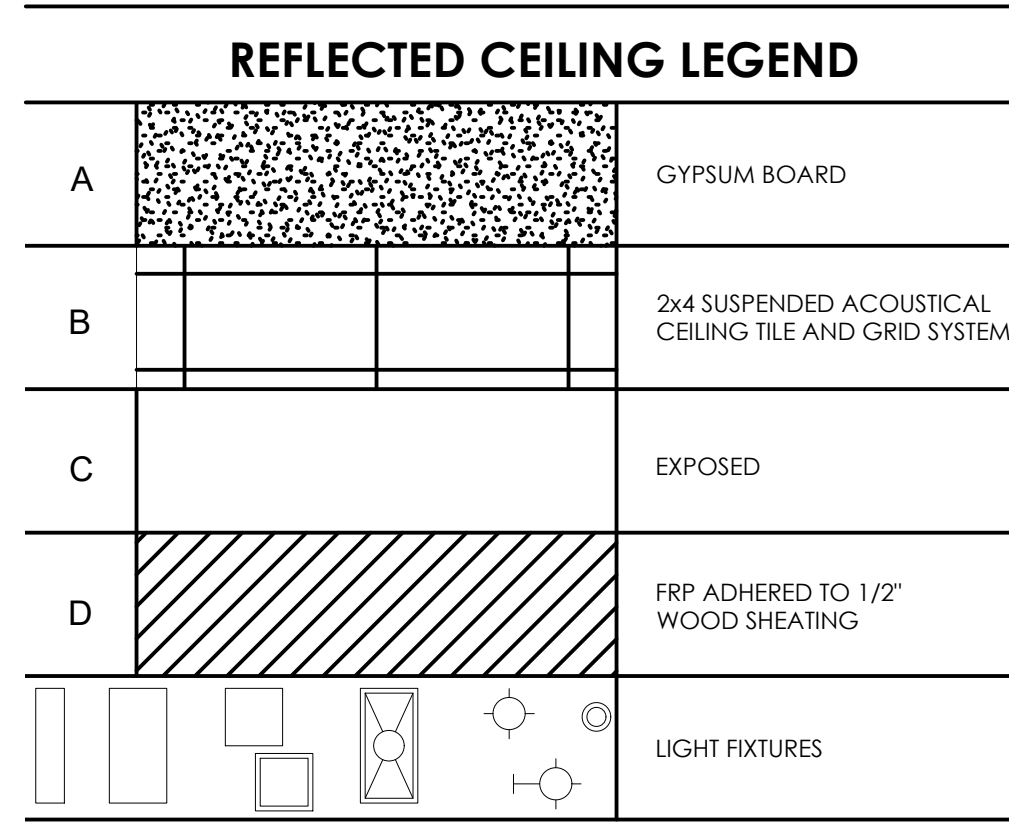 REFLECTED CEILING LEGEND
A
GYPSUM BOARD
B
2x4 SUSPENDED ACOUSTICAL
CEILING TILE AND GRID SYSTEM
C
EXPOSED
D
FRP ADHERED TO 1/2"
WOOD SHEATING
LIGHT FIXTURES